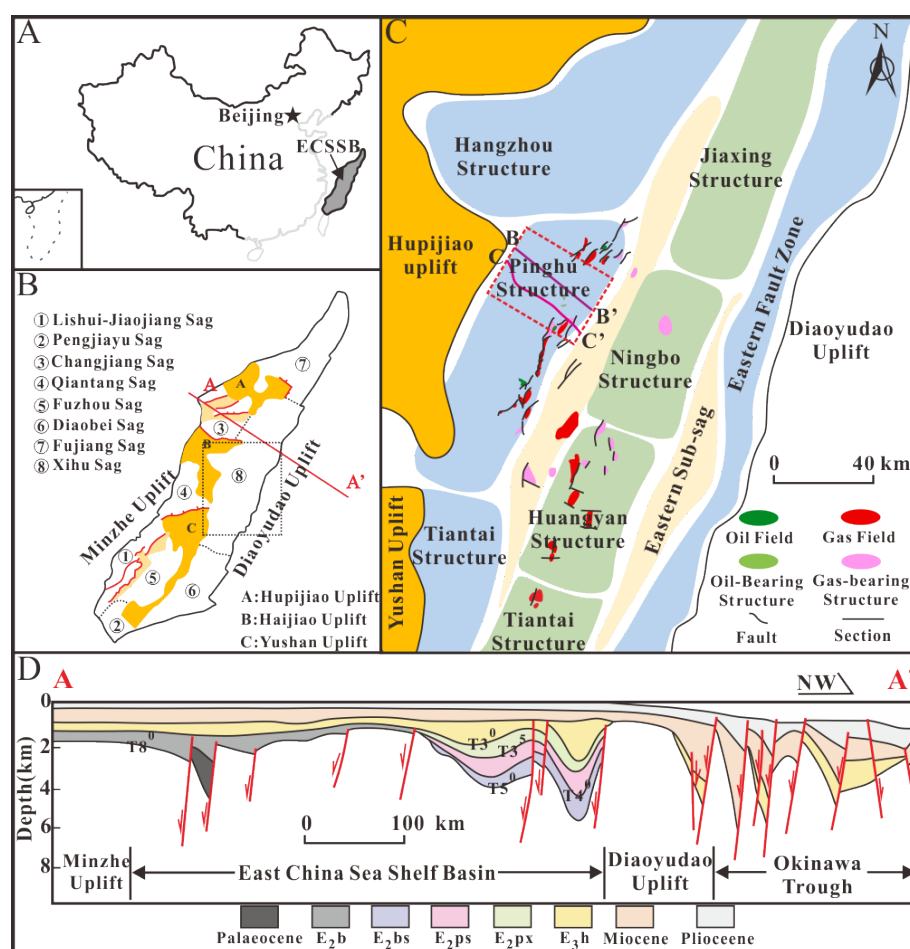 A
Beijing
ECSSB
China
B
① Lishui-Jiaojiang Sag
② Pengjiayu Sag
③ Changjiang Sag
④ Qiantang Sag
⑤ Fuzhou Sag
⑥ Diaobei Sag
⑦ Fujiang Sag
⑧ Xihu Sag
A
A
⑦
③
B
A'
⑧
④
Minzhe Uplift
Diaoyudao Uplift
C
①
⑤
⑥
②
A:Hupijiao Uplift
B:Haijiao Uplift
C:Yushan Uplift
C
N
Hangzhou
Structure
Jiaxing
Structure
Hupijiao
uplift
B
C
Pinghu
Structure
B'
C'
Eastern Fault Zone
Diaoyudao
Uplift
Ningbo
Structure
Eastern Sub-sag
0 40 km
Yushan Uplift
Tiantai
Structure
Huangyan
Structure
Tiantai
Structure
Oil Field
Gas Field
Oil-Bearing
Structure
Gas-bearing
Structure
Fault
Section
D
A
NW
A'
Depth(km)
0
2
4
6
8
T8⁰
T3⁰
T3⁵
T5⁰
T4⁰
0 100 km
Minzhe
Uplift
East China Sea Shelf Basin
Diaoyudao
Uplift
Okinawa
Trough
Palaeocene
E₂b
E₂bs
E₂ps
E₂px
E₃h
Miocene
Plioceene